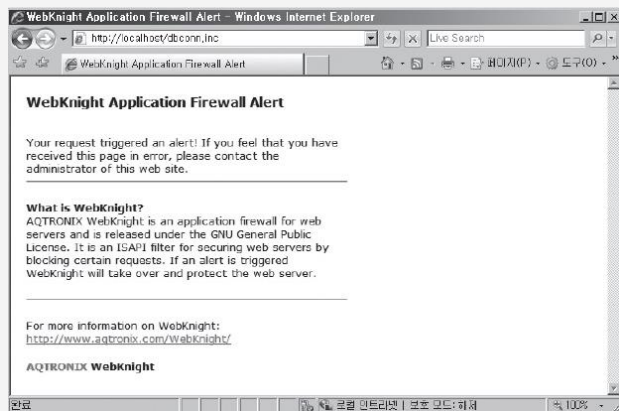 WebKnight Application Firewall Alert - Windows Internet Explorer
http://localhost/dbconn,inc
Live Search
WebKnight Application Firewall Alert
페이지(P)
도구(O)
WebKnight Application Firewall Alert
Your request triggered an alert! If you feel that you have
received this page in error, please contact the
administrator of this web site.
What is WebKnight?
AQTRONIX WebKnight is an application firewall for web
servers and is released under the GNU General Public
License. It is an ISAPI filter for securing web servers by
blocking certain requests. If an alert is triggered
WebKnight will take over and protect the web server.
For more information on WebKnight:
http://www.aqtronix.com/WebKnight/
AQTRONIX WebKnight
완료
로컬 인트라넷 | 보호 모드: 해제
100%